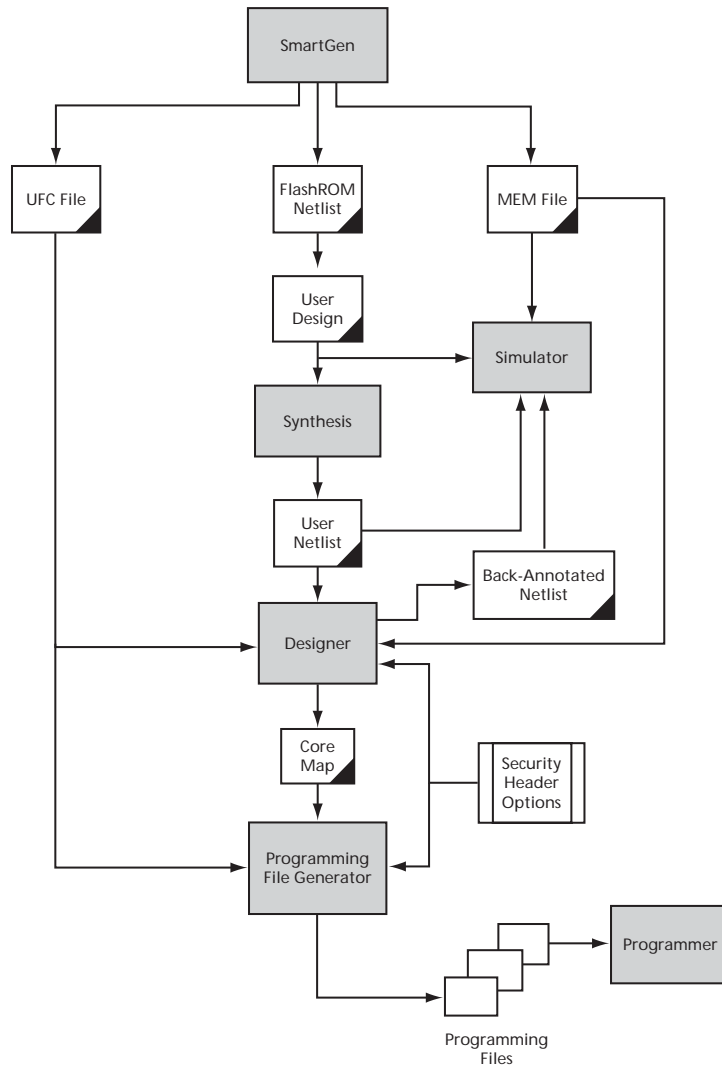 SmartGen
UFC File
FlashROM
Netlist
MEM File
User
Design
Simulator
Synthesis
User
Netlist
Back-Annotated
Netlist
Designer
Core
Map
Security
Header
Options
Programming
File Generator
Programmer
Programming
Files